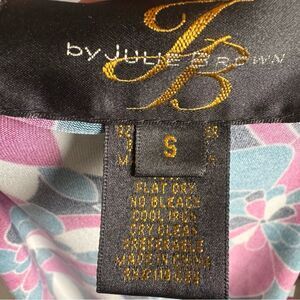 JB
by JULIE BROWN
S
FLAT DRY
NO BLEACH
COOL IRON
DRY CLEAN
PREFERABLE
MADE IN CHINA